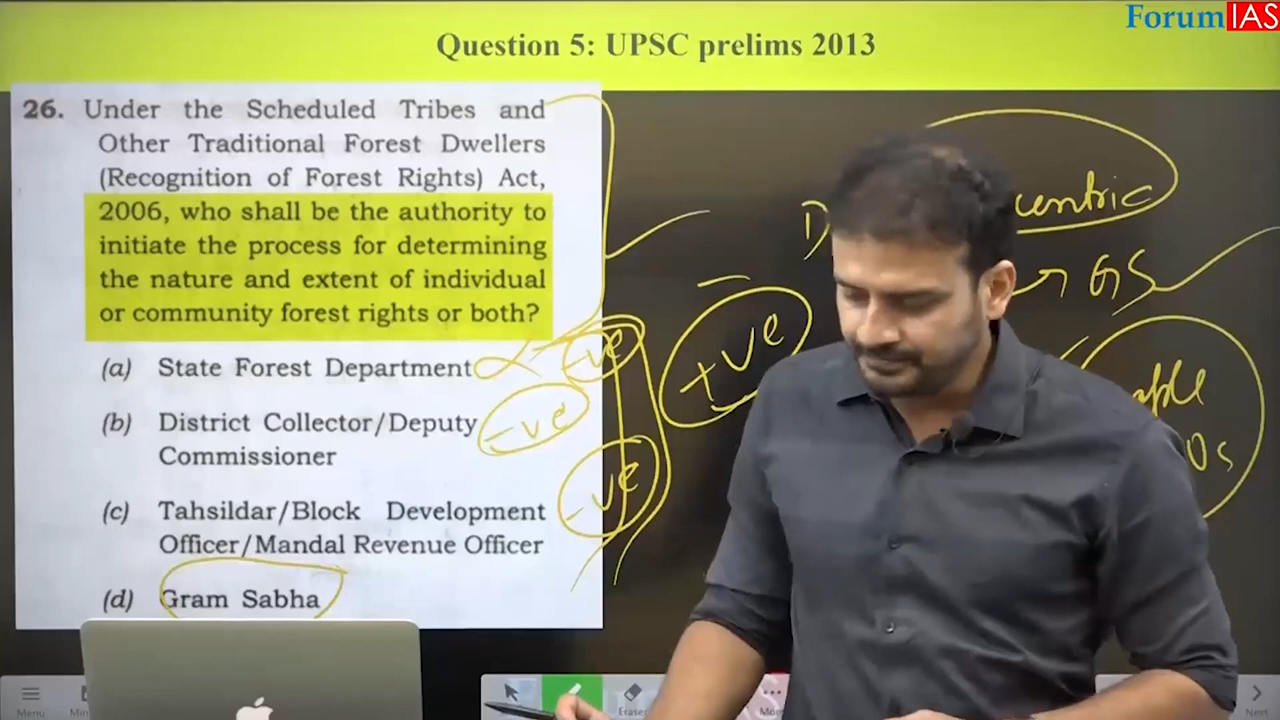 ForumIAS
Question 5: UPSC prelims 2013
26. Under the Scheduled Tribes and
Other Traditional Forest Dwellers
(Recognition of Forest Rights) Act,
2006, who shall be the authority to
initiate the process for determining
the nature and extent of individual
or community forest rights or both?
(a) State Forest Department
(b) District Collector/Deputy
Commissioner
(c) Tahsildar/Block Development
Officer/Mandal Revenue Officer
(d) Gram Sabha
-ve
-ve
-ve
+ve
centric
GS
Menu
Next